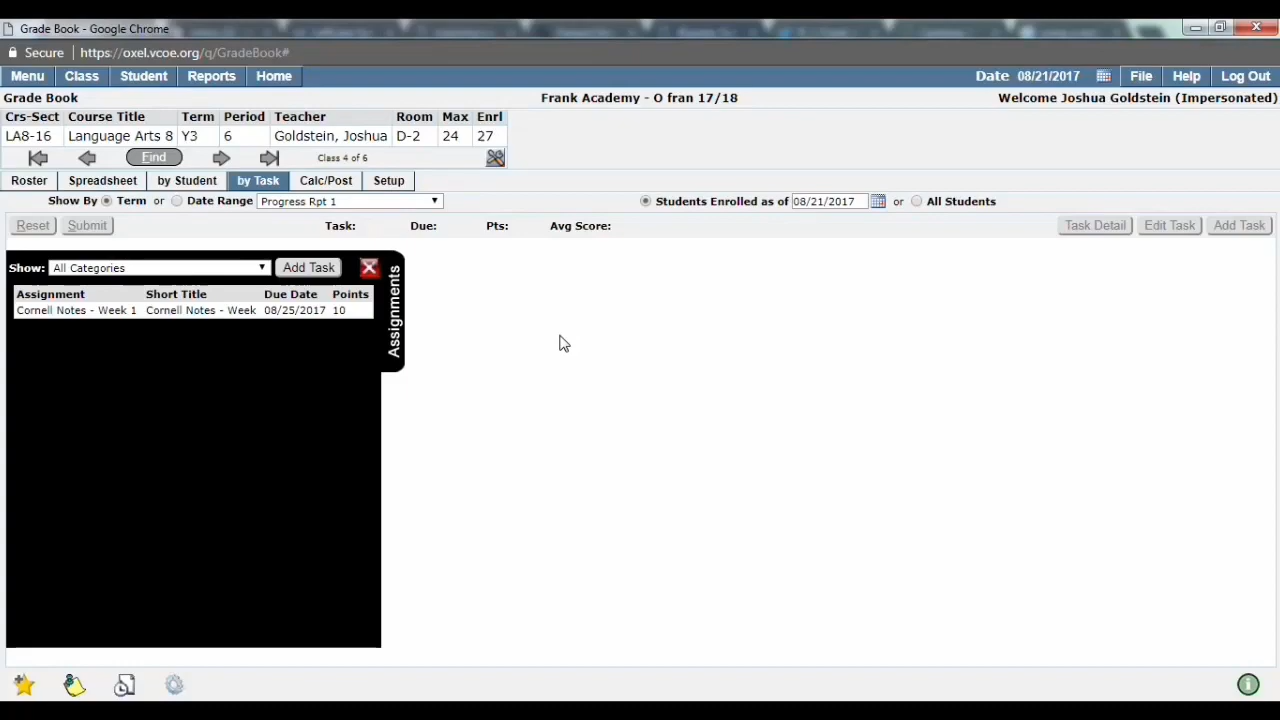 Grade Book - Google Chrome
Secure https://oxel.vcoe.org/q/GradeBook#
Menu Class Student Reports Home Date 08/21/2017 File Help Log Out
Grade Book Frank Academy - O fran 17/18 Welcome Joshua Goldstein (Impersonated)
Crs-Sect Course Title Term Period Teacher Room Max Enrl
LA8-16 Language Arts 8 Y3 6 Goldstein, Joshua D-2 24 27
Find Class 4 of 6
Roster Spreadsheet by Student by Task Calc/Post Setup
Show By Term or Date Range Progress Rpt 1 Students Enrolled as of 08/21/2017 or All Students
Reset Submit Task: Due: Pts: Avg Score: Task Detail Edit Task Add Task
Show: All Categories Add Task
Assignments
Assignment Short Title Due Date Points
Cornell Notes - Week 1 Cornell Notes - Week 08/25/2017 10